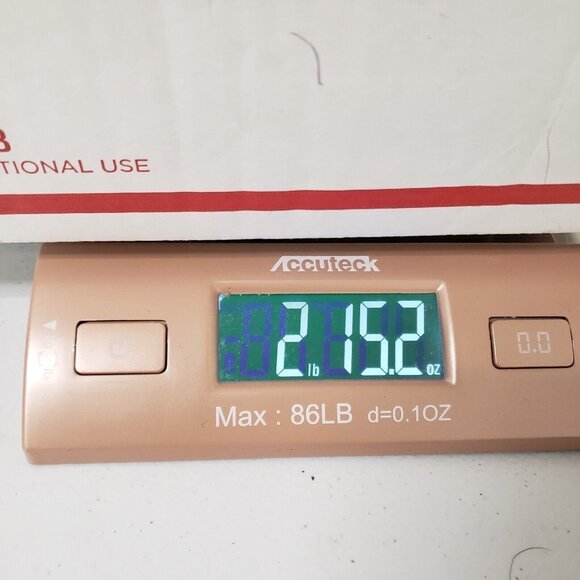 B
TIONAL USE
Accuteck
2 lb 15.2 oz
0.0
Max : 86LB d=0.1OZ